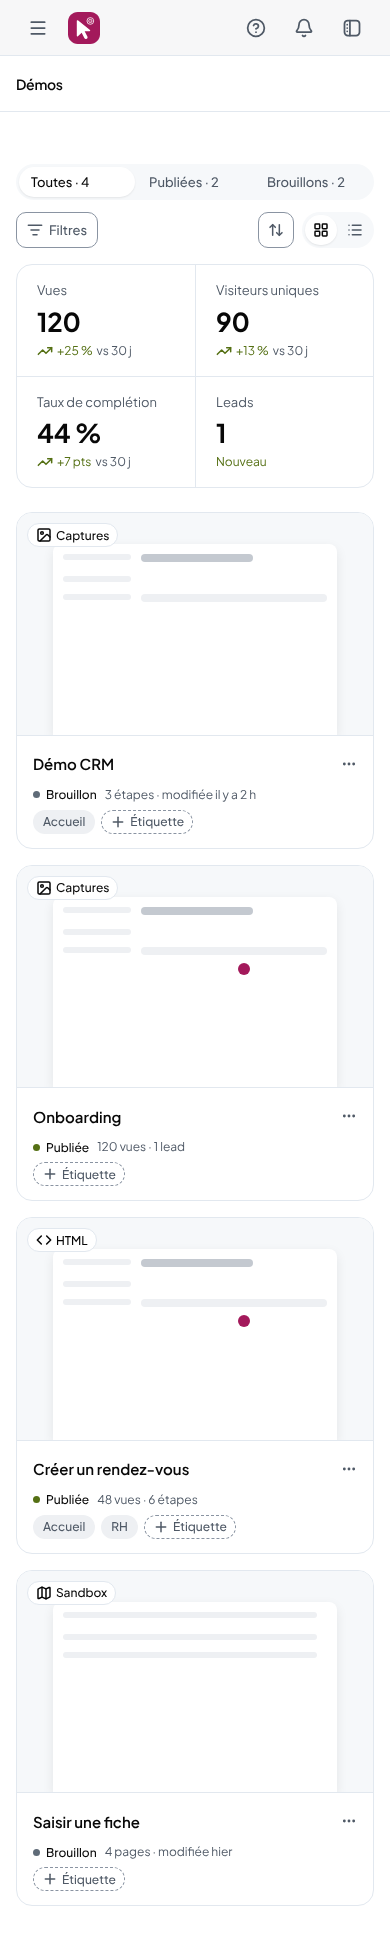 Démos
Toutes · 4 Publiées · 2 Brouillons · 2
Filtres
Vues Visiteurs uniques
120 90
+25 % vs 30 j +13 % vs 30 j
Taux de complétion Leads
44 % 1
+7 pts vs 30 j Nouveau
Captures
Démo CRM
Brouillon 3 étapes · modifiée il y a 2 h
Accueil + Étiquette
Captures
Onboarding
Publiée 120 vues · 1 lead
+ Étiquette
HTML
Créer un rendez-vous
Publiée 48 vues · 6 étapes
Accueil RH + Étiquette
Sandbox
Saisir une fiche
Brouillon 4 pages · modifiée hier
+ Étiquette